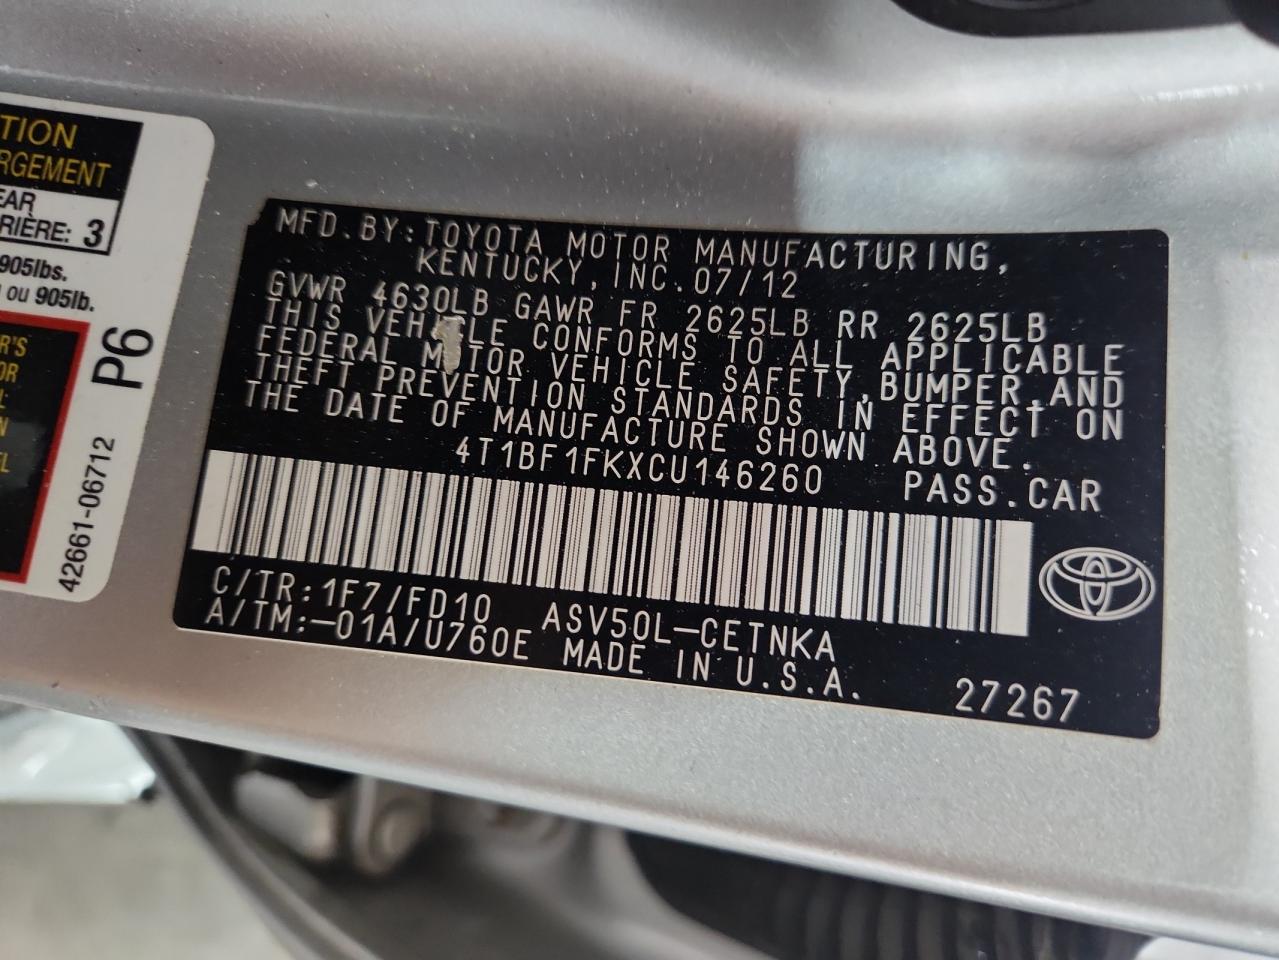 TION
RGEMENT
EAR
RIÈRE: 3
905lbs.
ou 905lb.
R'S
OR
N
EL
P6
42661-06712
MFD. BY: TOYOTA MOTOR MANUFACTURING,
KENTUCKY, INC. 07/12
GVWR 4630LB GAWR FR 2625LB RR 2625LB
THIS VEHICLE CONFORMS TO ALL APPLICABLE
FEDERAL MOTOR VEHICLE SAFETY, BUMPER, AND
THEFT PREVENTION STANDARDS IN EFFECT ON
THE DATE OF MANUFACTURE SHOWN ABOVE.
4T1BF1FKXCU146260 PASS. CAR
C/TR: 1F7/FD10 ASV50L-CETNKA
A/TM: -01A/U760E MADE IN U.S.A. 27267